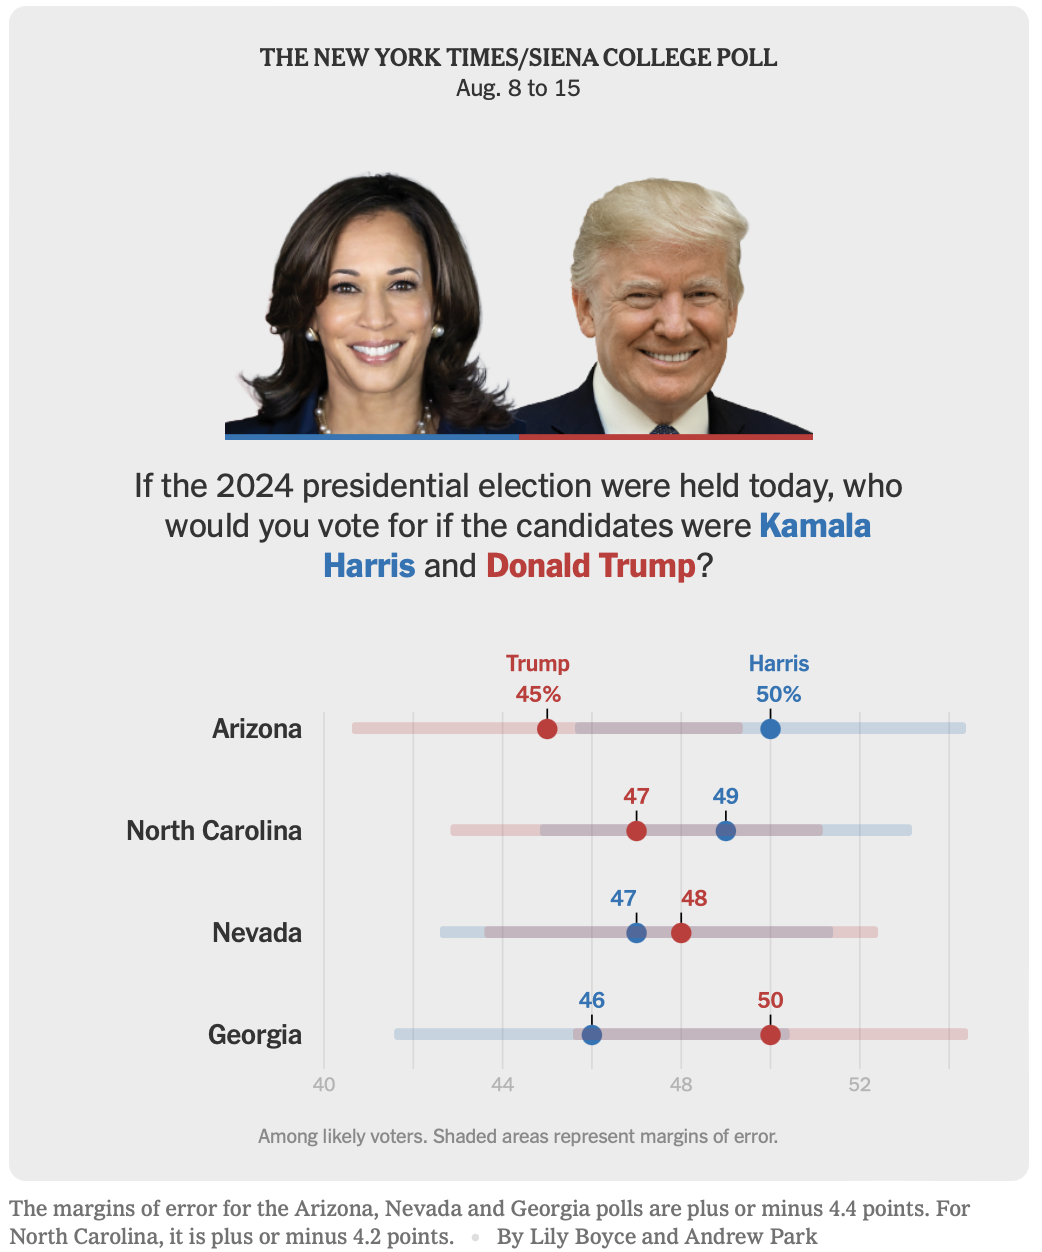 THE NEW YORK TIMES/SIENA COLLEGE POLL
Aug. 8 to 15
If the 2024 presidential election were held today, who
would you vote for if the candidates were Kamala
Harris and Donald Trump?
Trump Harris
45% 50%
Arizona
47 49
North Carolina
47 48
Nevada
46 50
Georgia
40 44 48 52
Among likely voters. Shaded areas represent margins of error.
The margins of error for the Arizona, Nevada and Georgia polls are plus or minus 4.4 points. For
North Carolina, it is plus or minus 4.2 points. • By Lily Boyce and Andrew Park